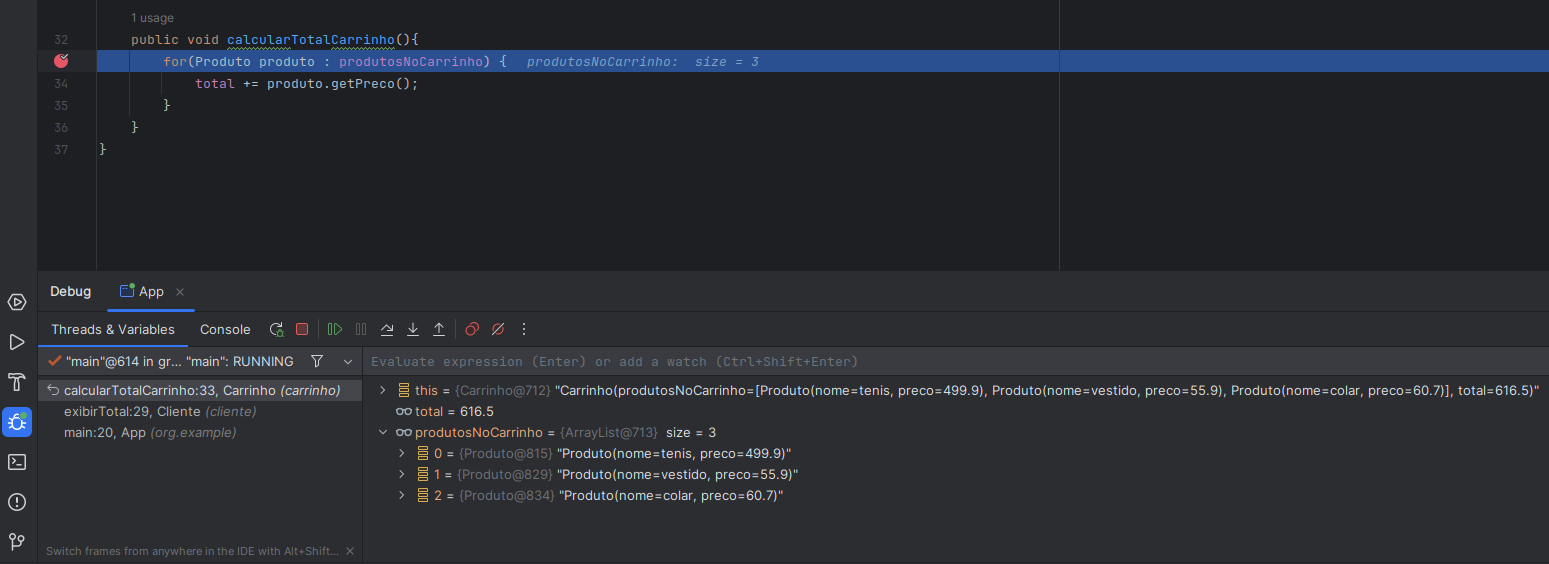 1 usage
32 public void calcularTotalCarrinho(){
for(Produto produto : produtosNoCarrinho) { produtosNoCarrinho: size = 3
34 total += produto.getPreco();
35 }
36 }
37 }
Debug App
Threads & Variables Console
"main"@614 in gr... "main": RUNNING
Evaluate expression (Enter) or add a watch (Ctrl+Shift+Enter)
calcularTotalCarrinho:33, Carrinho (carrinho)
exibirTotal:29, Cliente (cliente)
main:20, App (org.example)
this = {Carrinho@712} "Carrinho(produtosNoCarrinho=[Produto(nome=tenis, preco=499.9), Produto(nome=vestido, preco=55.9), Produto(nome=colar, preco=60.7)], total=616.5)"
total = 616.5
produtosNoCarrinho = {ArrayList@713} size = 3
0 = {Produto@815} "Produto(nome=tenis, preco=499.9)"
1 = {Produto@829} "Produto(nome=vestido, preco=55.9)"
2 = {Produto@834} "Produto(nome=colar, preco=60.7)"
Switch frames from anywhere in the IDE with Alt+Shift...